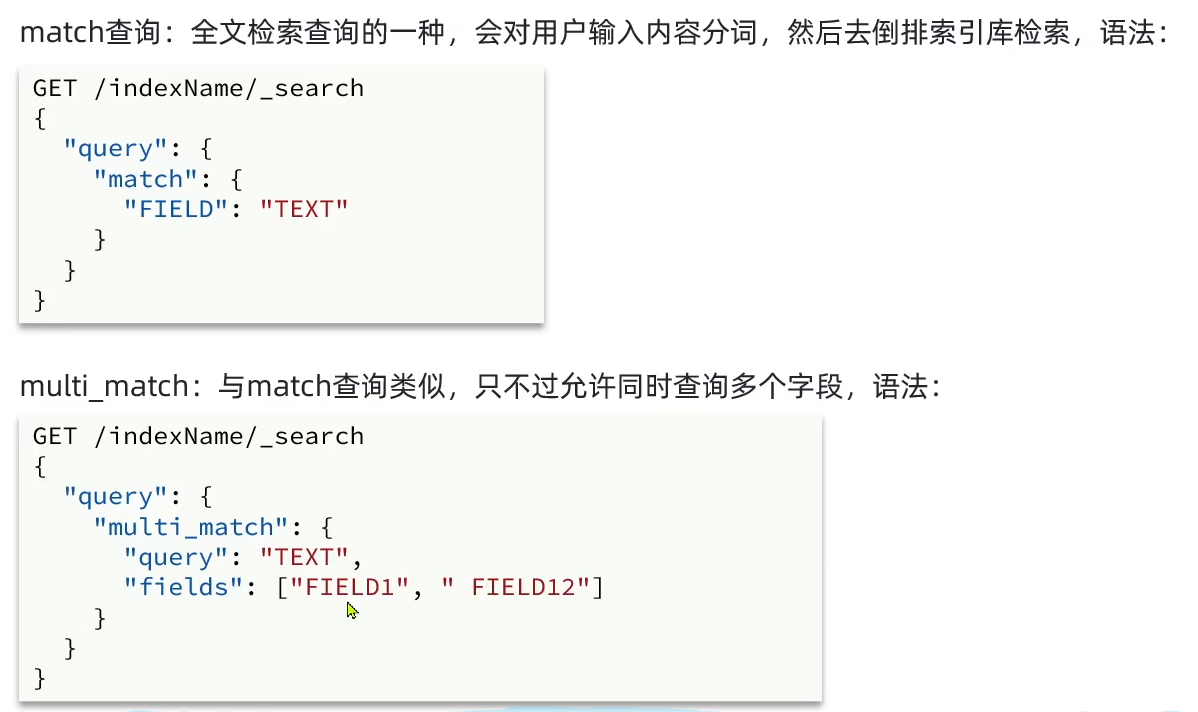 match查询：全文检索查询的一种，会对用户输入内容分词，然后去倒排索引库检索，语法：
GET /indexName/_search
{
  "query": {
    "match": {
      "FIELD": "TEXT"
    }
  }
}
multi_match：与match查询类似，只不过允许同时查询多个字段，语法：
GET /indexName/_search
{
  "query": {
    "multi_match": {
      "query": "TEXT",
      "fields": ["FIELD1", " FIELD12"]
    }
  }
}